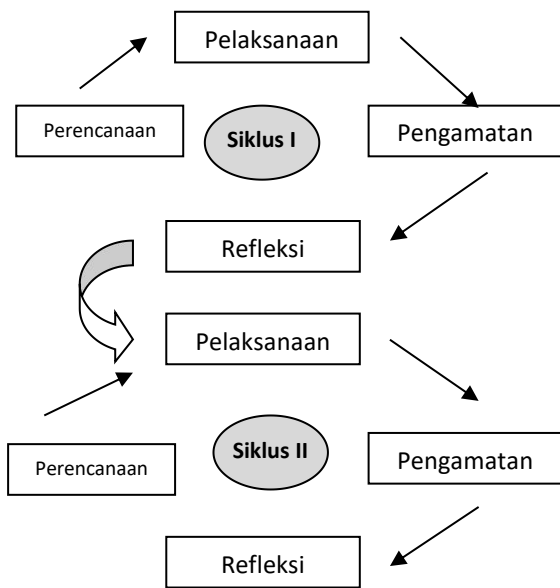 Pelaksanaan
Perencanaan
Siklus I
Pengamatan
Refleksi
Pelaksanaan
Perencanaan
Siklus II
Pengamatan
Refleksi